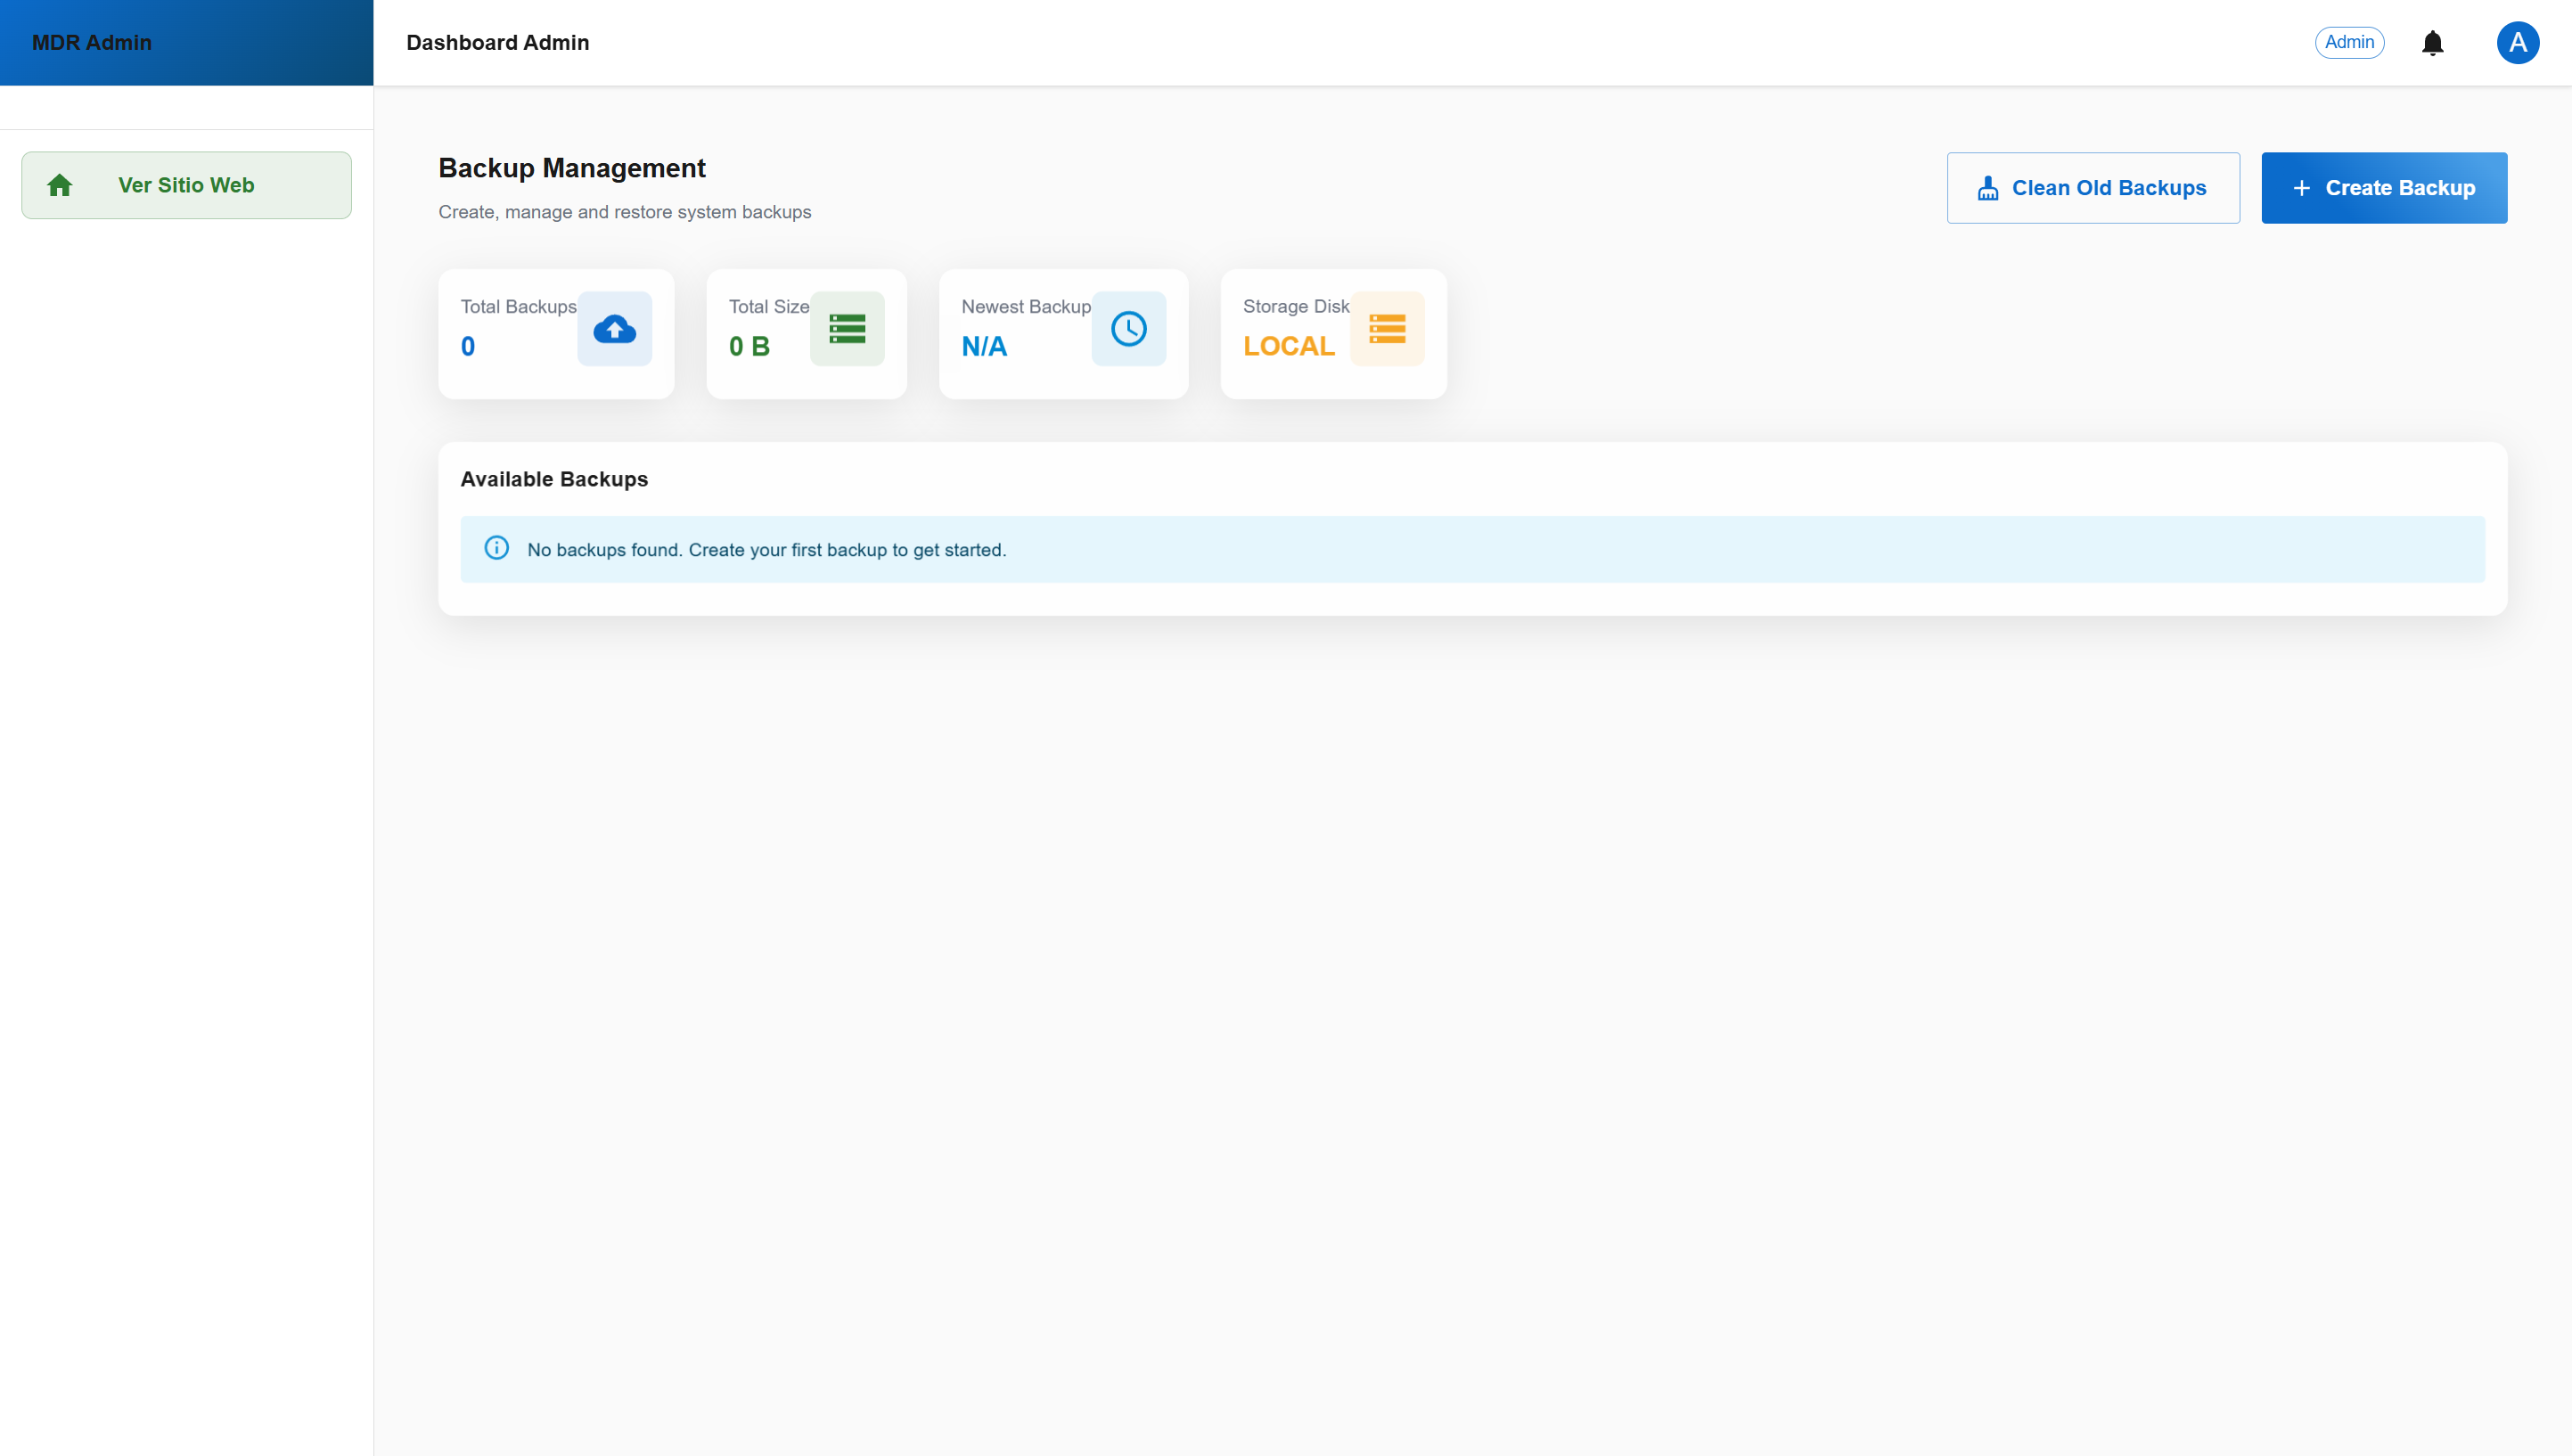 MDR Admin
Dashboard Admin
Admin
A
Ver Sitio Web
Backup Management
Create, manage and restore system backups
Clean Old Backups
Create Backup
Total Backups
0
Total Size
0 B
Newest Backup
N/A
Storage Disk
LOCAL
Available Backups
No backups found. Create your first backup to get started.